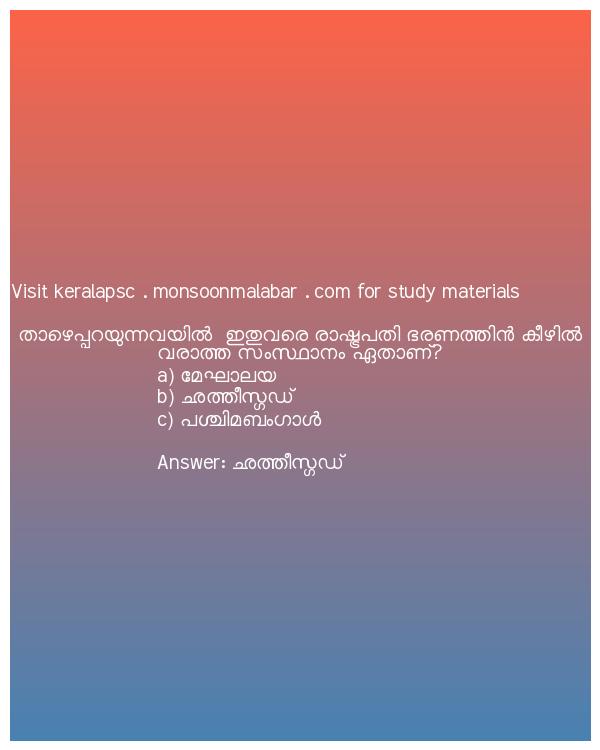 Visit keralapsc . monsoonmalabar . com for study materials
താഴെപ്പറയുന്നവയിൽ ഇതുവരെ രാഷ്ട്രപതി ഭരണത്തിൻ കീഴിൽ
വരാത്ത സംസ്ഥാനം ഏതാണ്?
a) മേഘാലയ
b) ഛത്തീസ്ഗഡ്
c) പശ്ചിമബംഗാൾ
Answer: ഛത്തീസ്ഗഡ്